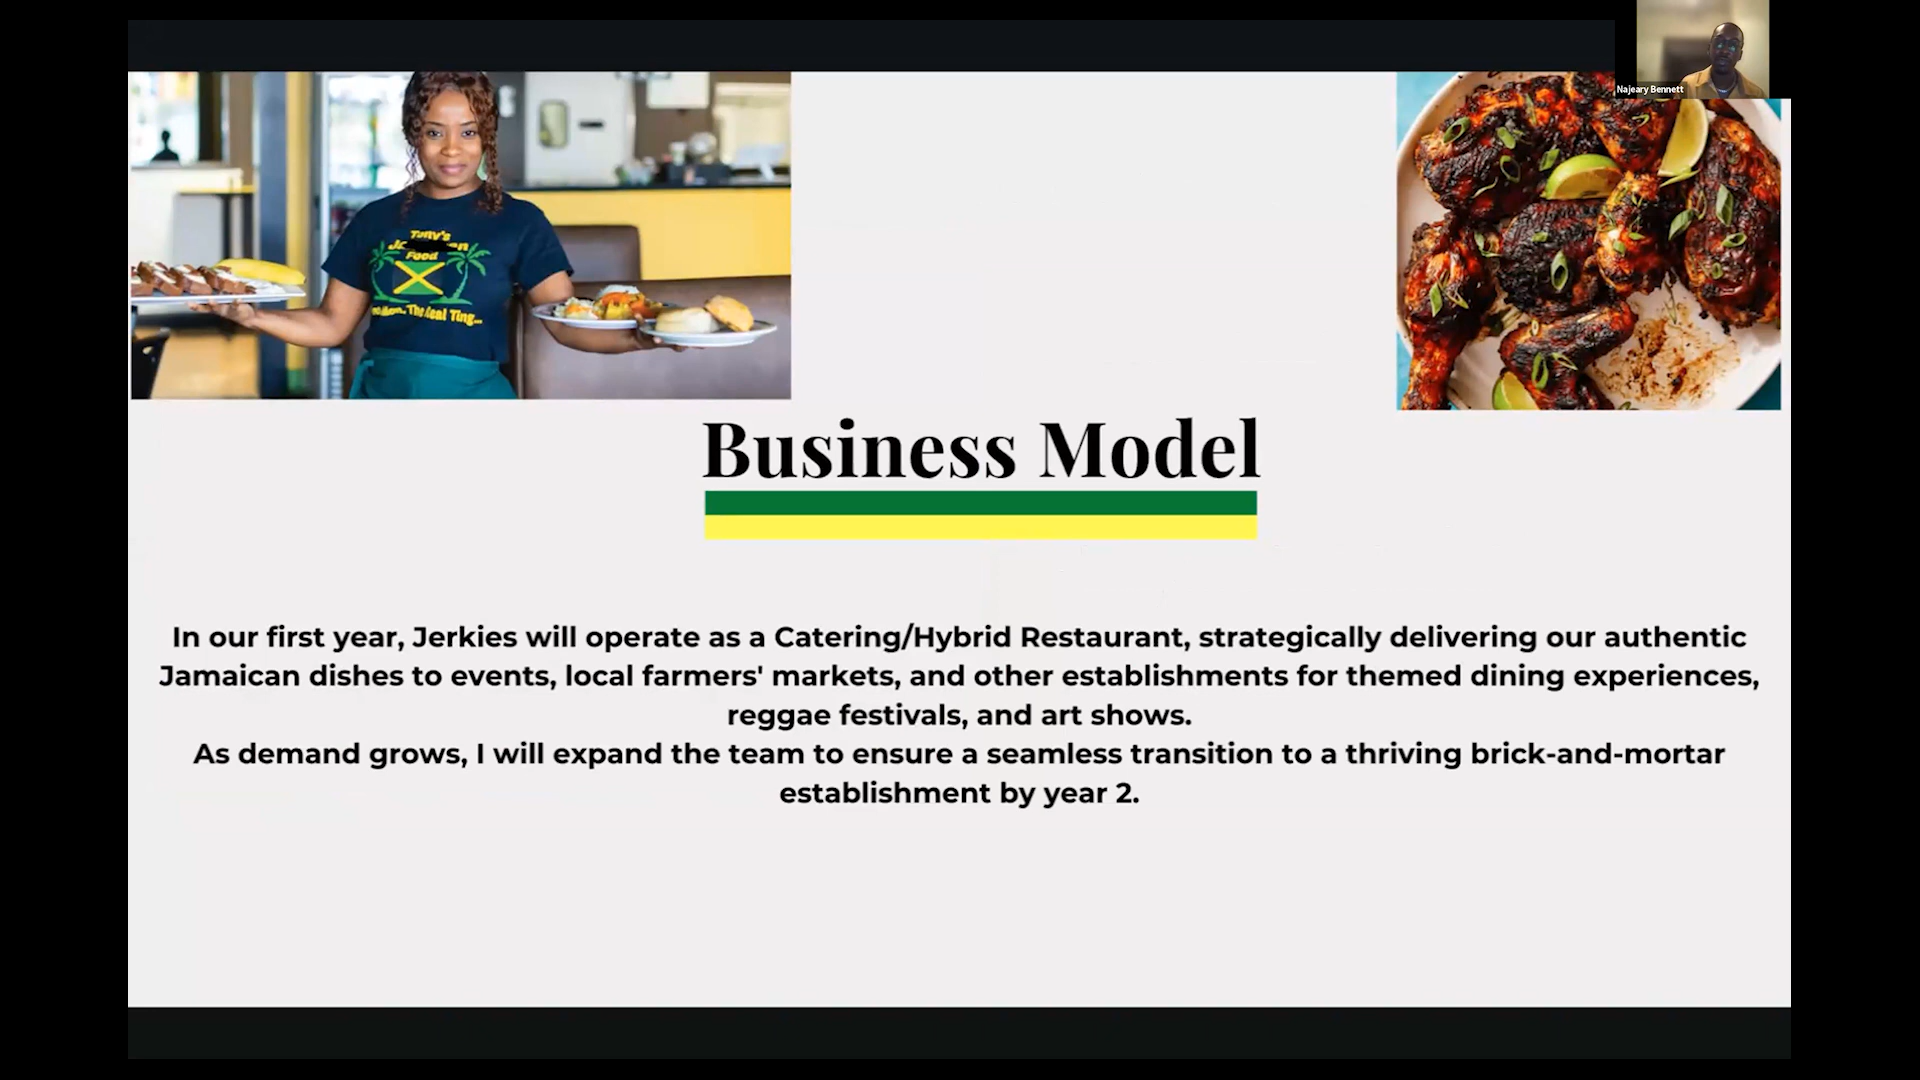 Najeary Bennett
Tony's
Food
Business Model
In our first year, Jerkies will operate as a Catering/Hybrid Restaurant, strategically delivering our authentic
Jamaican dishes to events, local farmers' markets, and other establishments for themed dining experiences,
reggae festivals, and art shows.
As demand grows, I will expand the team to ensure a seamless transition to a thriving brick-and-mortar
establishment by year 2.